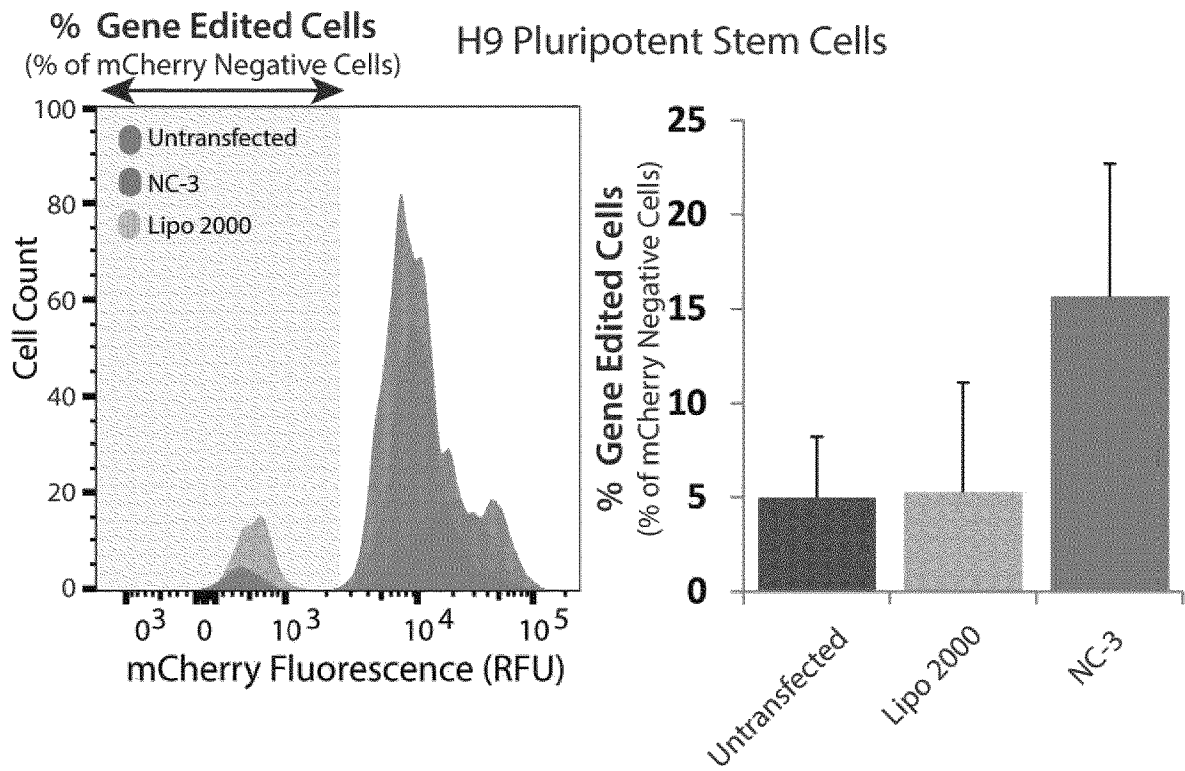 % Gene Edited Cells
(% of mCherry Negative Cells)
H9 Pluripotent Stem Cells
100
80
60
40
20
0
Cell Count
Untransfected
NC-3
Lipo 2000
0³ 0 10³ 10⁴ 10⁵
mCherry Fluorescence (RFU)
% Gene Edited Cells
(% of mCherry Negative Cells)
25
20
15
10
5
0
Untransfected
Lipo 2000
NC-3